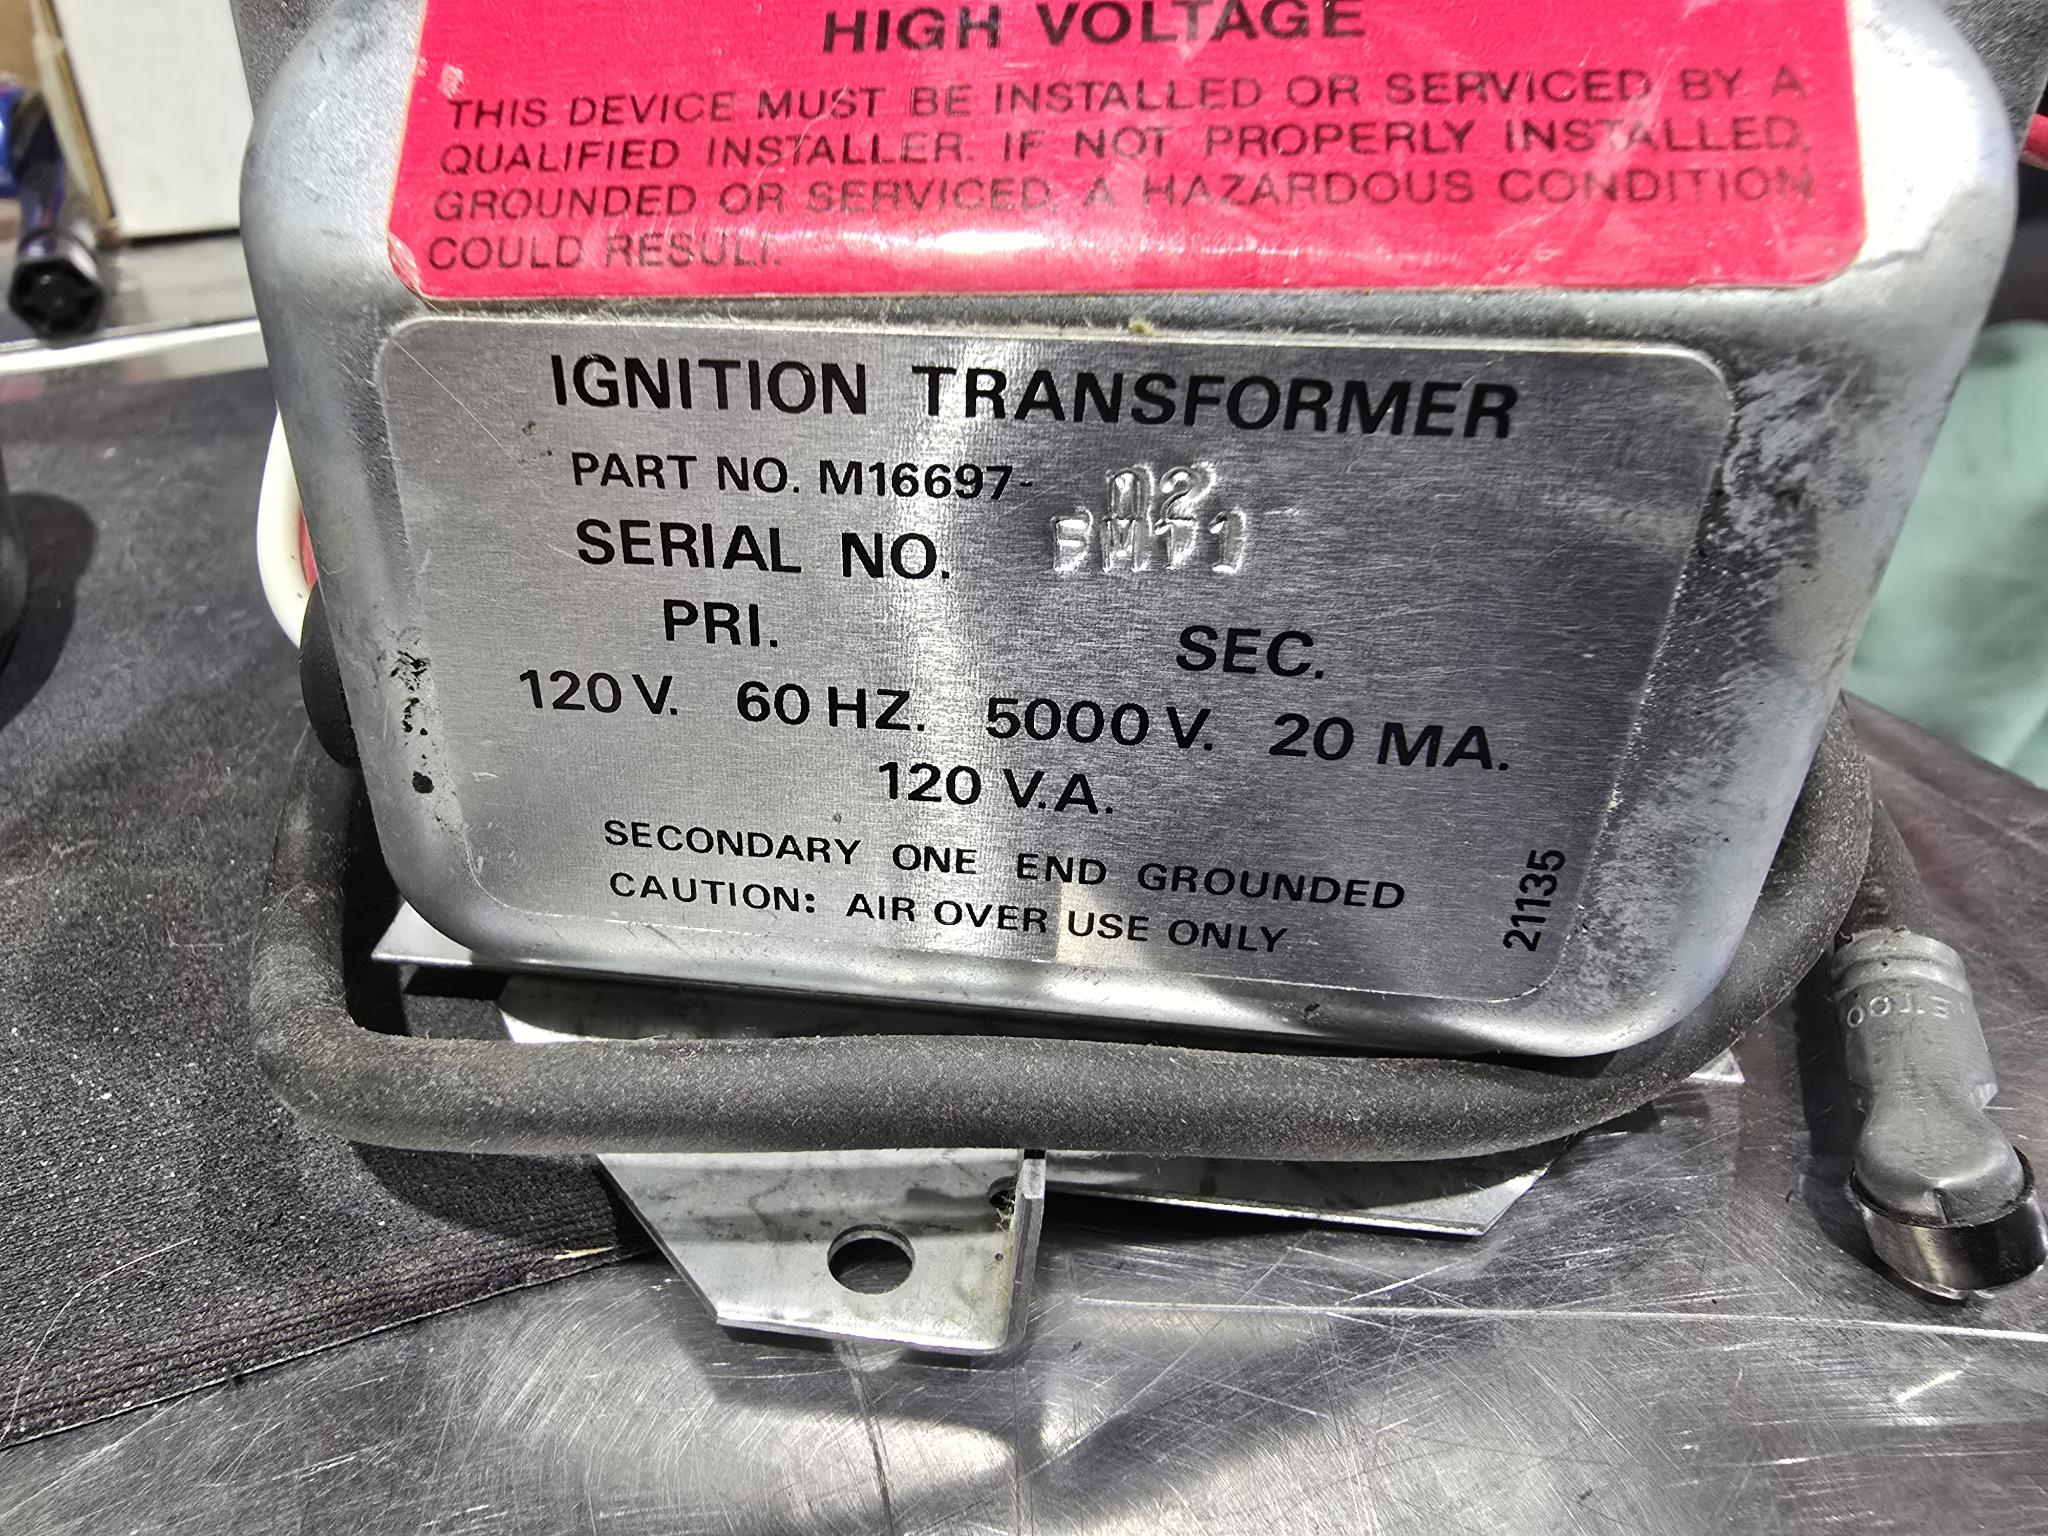 HIGH VOLTAGE
THIS DEVICE MUST BE INSTALLED OR SERVICED BY A
QUALIFIED INSTALLER. IF NOT PROPERLY INSTALLED,
GROUNDED OR SERVICED, A HAZARDOUS CONDITION
COULD RESULT.
IGNITION TRANSFORMER
PART NO. M16697-
SERIAL NO.
PRI. SEC.
120 V. 60 HZ. 5000 V. 20 MA.
120 V.A.
SECONDARY ONE END GROUNDED
CAUTION: AIR OVER USE ONLY
21135